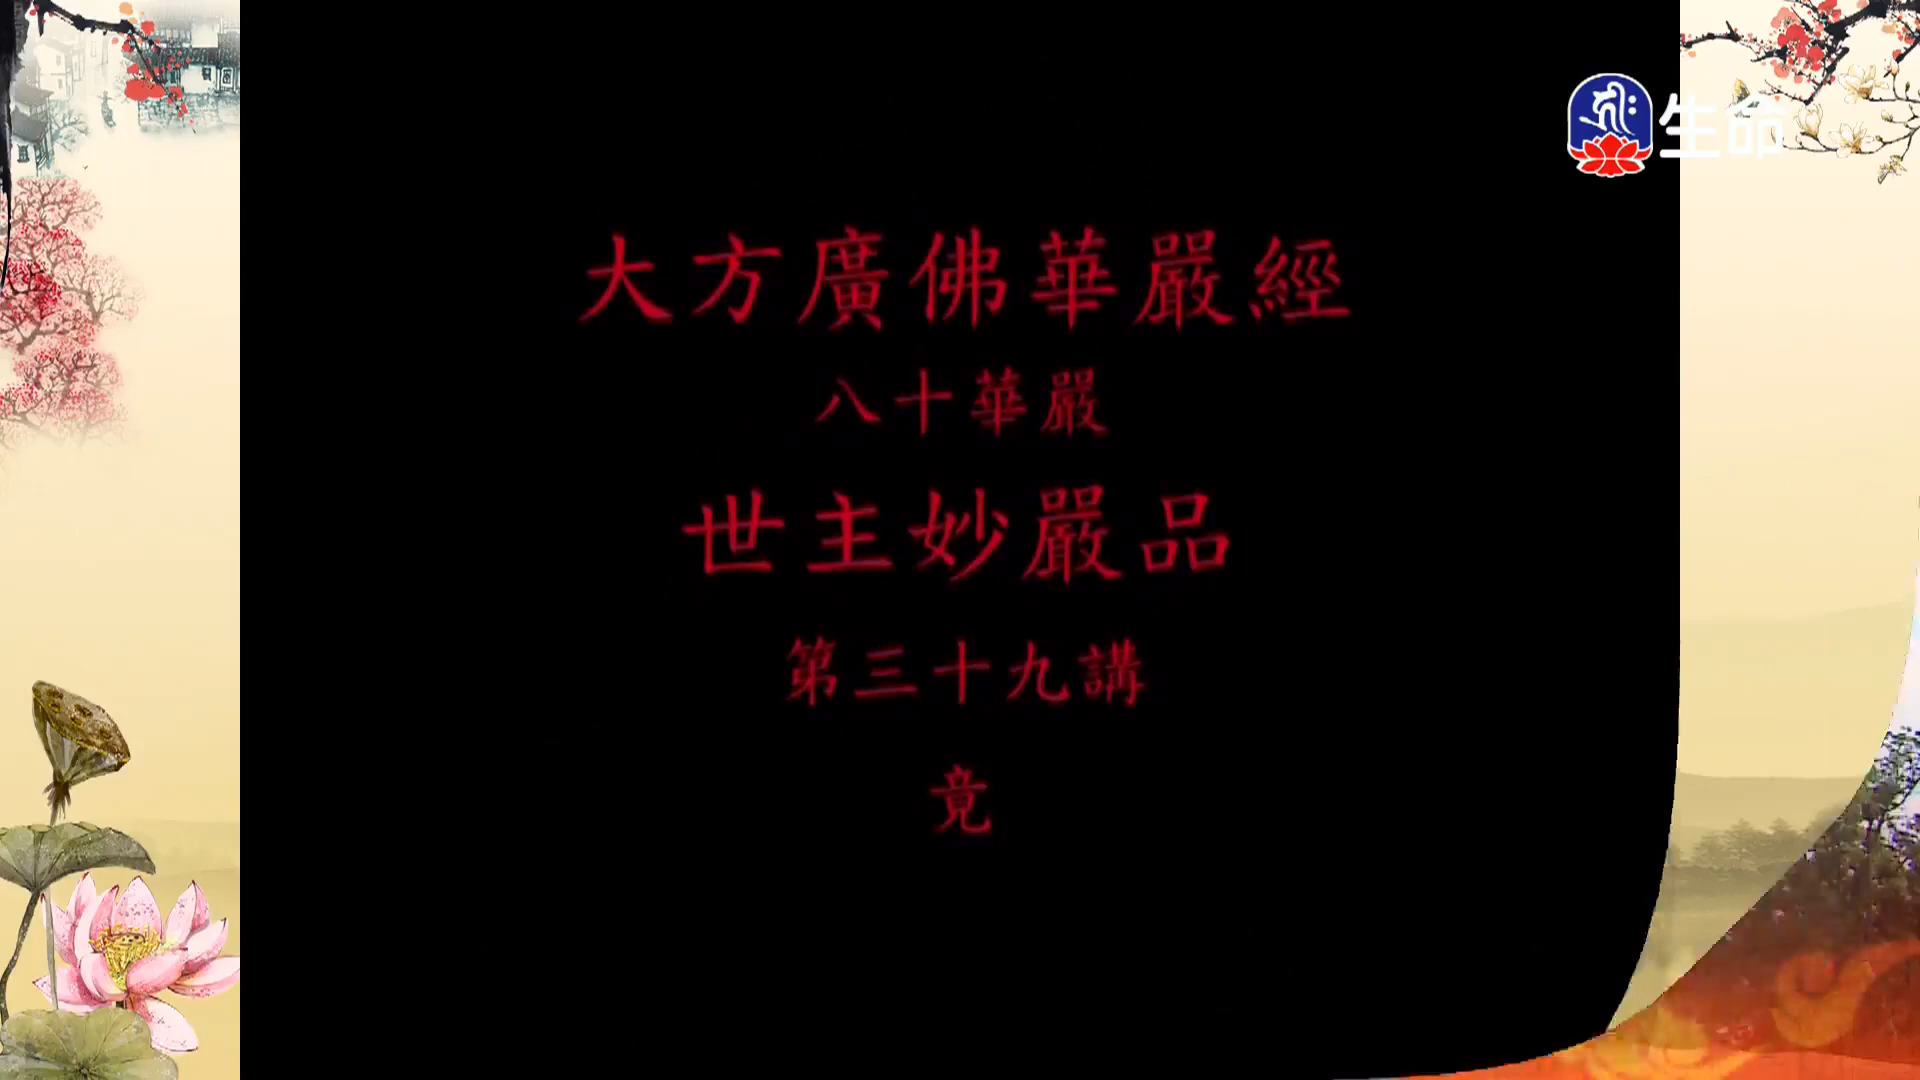 生命
大方廣佛華嚴經
八十華嚴
世主妙嚴品
第三十九講
竟